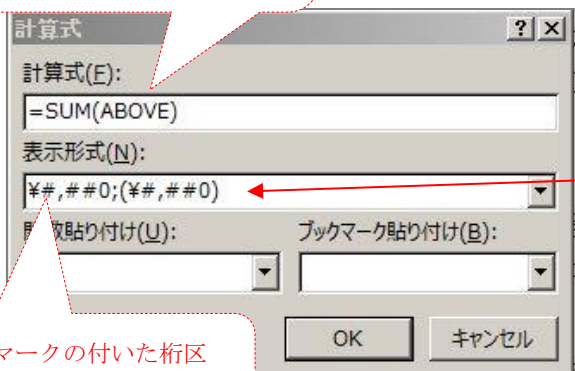 計算式
計算式(F):
=SUM(ABOVE)
表示形式(N):
¥#,##0;(¥#,##0)
貼り付け(U): ブックマーク貼り付け(B):
OK キャンセル
マークの付いた桁区